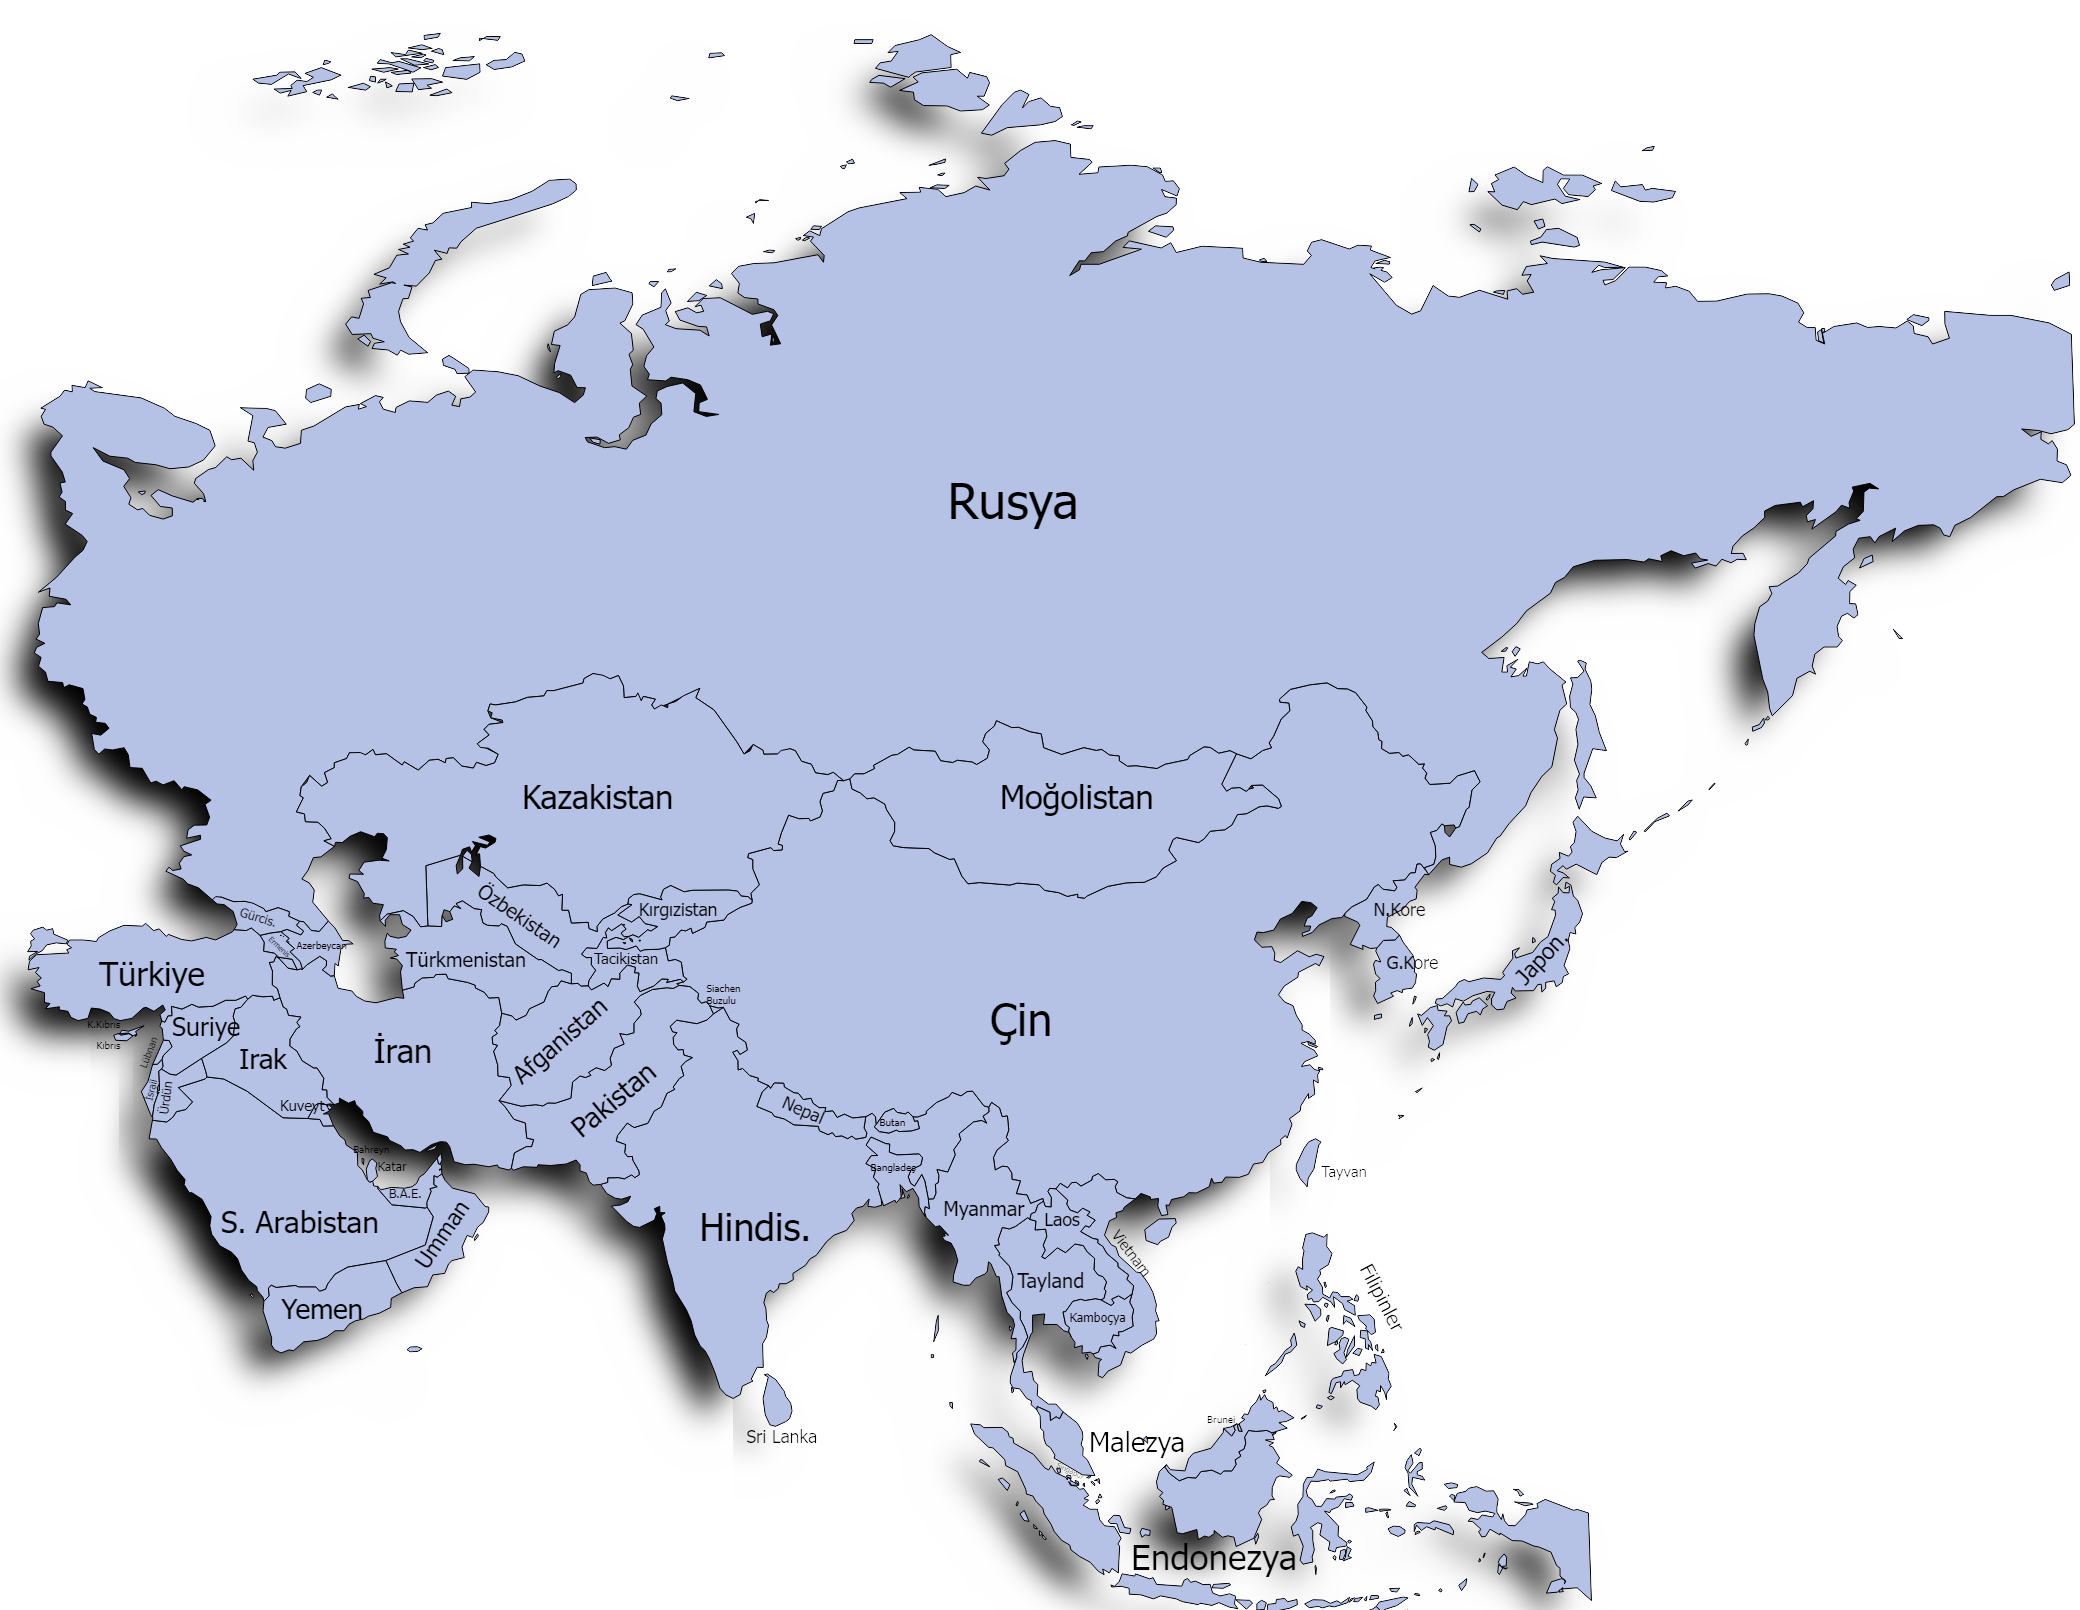 Rusya
Kazakistan
Moğolistan
Özbekistan
Kırgızistan
N.Kore
Gürcis.
Ermenis.
Azerbeycan
Türkmenistan
Tacikistan
G.Kore
Japon.
Türkiye
Siachen
Buzulu
Çin
K.Kıbrıs
Kıbrıs
Suriye
Lübnan
Irak
İran
Afganistan
İsrail
Ürdün
Kuveyt
Pakistan
Nepal
Butan
Bahreyn
Katar
Bangladeş
Tayvan
B.A.E.
S. Arabistan
Umman
Hindis.
Myanmar
Laos
Vietnam
Tayland
Filipinler
Yemen
Kamboçya
Sri Lanka
Brunei
Malezya
Endonezya